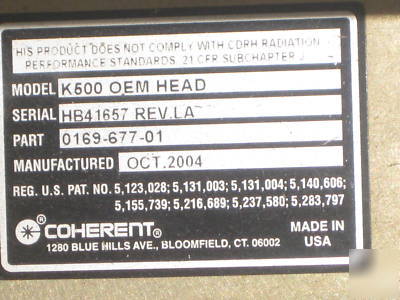 HIS PRODUCT DOES NOT COMPLY WITH CDRH RADIATION
PERFORMANCE STANDARDS, 21 CFR SUBCHAPTER J
MODEL K500 OEM HEAD
SERIAL HB41657 REV.LA
PART 0169-677-01
MANUFACTURED OCT.2004
REG. U.S. PAT. NO. 5,123,028; 5,131,003; 5,131,004; 5,140,606;
5,155,739; 5,216,689; 5,237,580; 5,283,797
® COHERENT®
MADE IN
USA
1280 BLUE HILLS AVE., BLOOMFIELD, CT. 06002